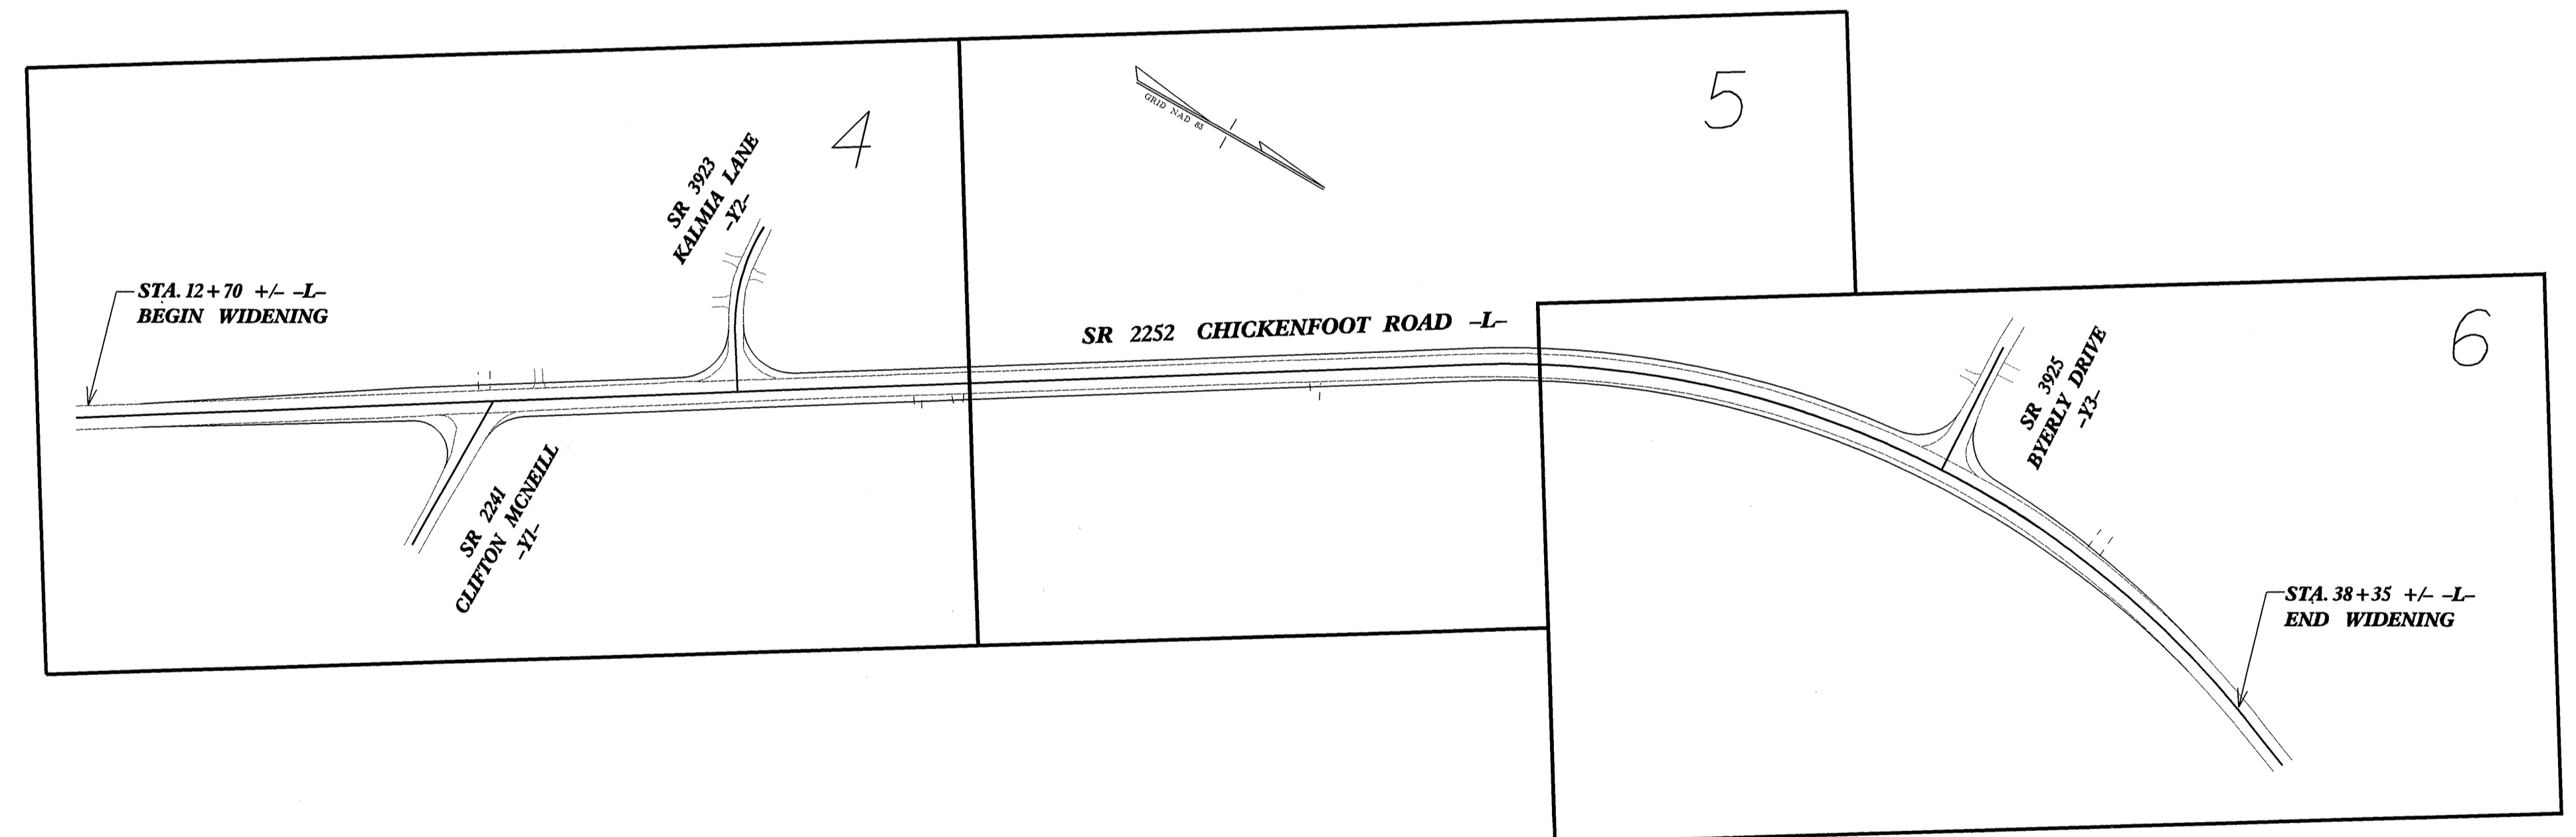 4
5
GRID NAD 83
SR 3923
KALMIA LANE
-Y2-
STA. 12+70 +/- -L-
BEGIN WIDENING
SR 2252 CHICKENFOOT ROAD -L-
6
SR 3925
BYERLY DRIVE
-Y3-
SR 2241
CLIFTON MCNEILL
-Y1-
STA. 38+35 +/- -L-
END WIDENING